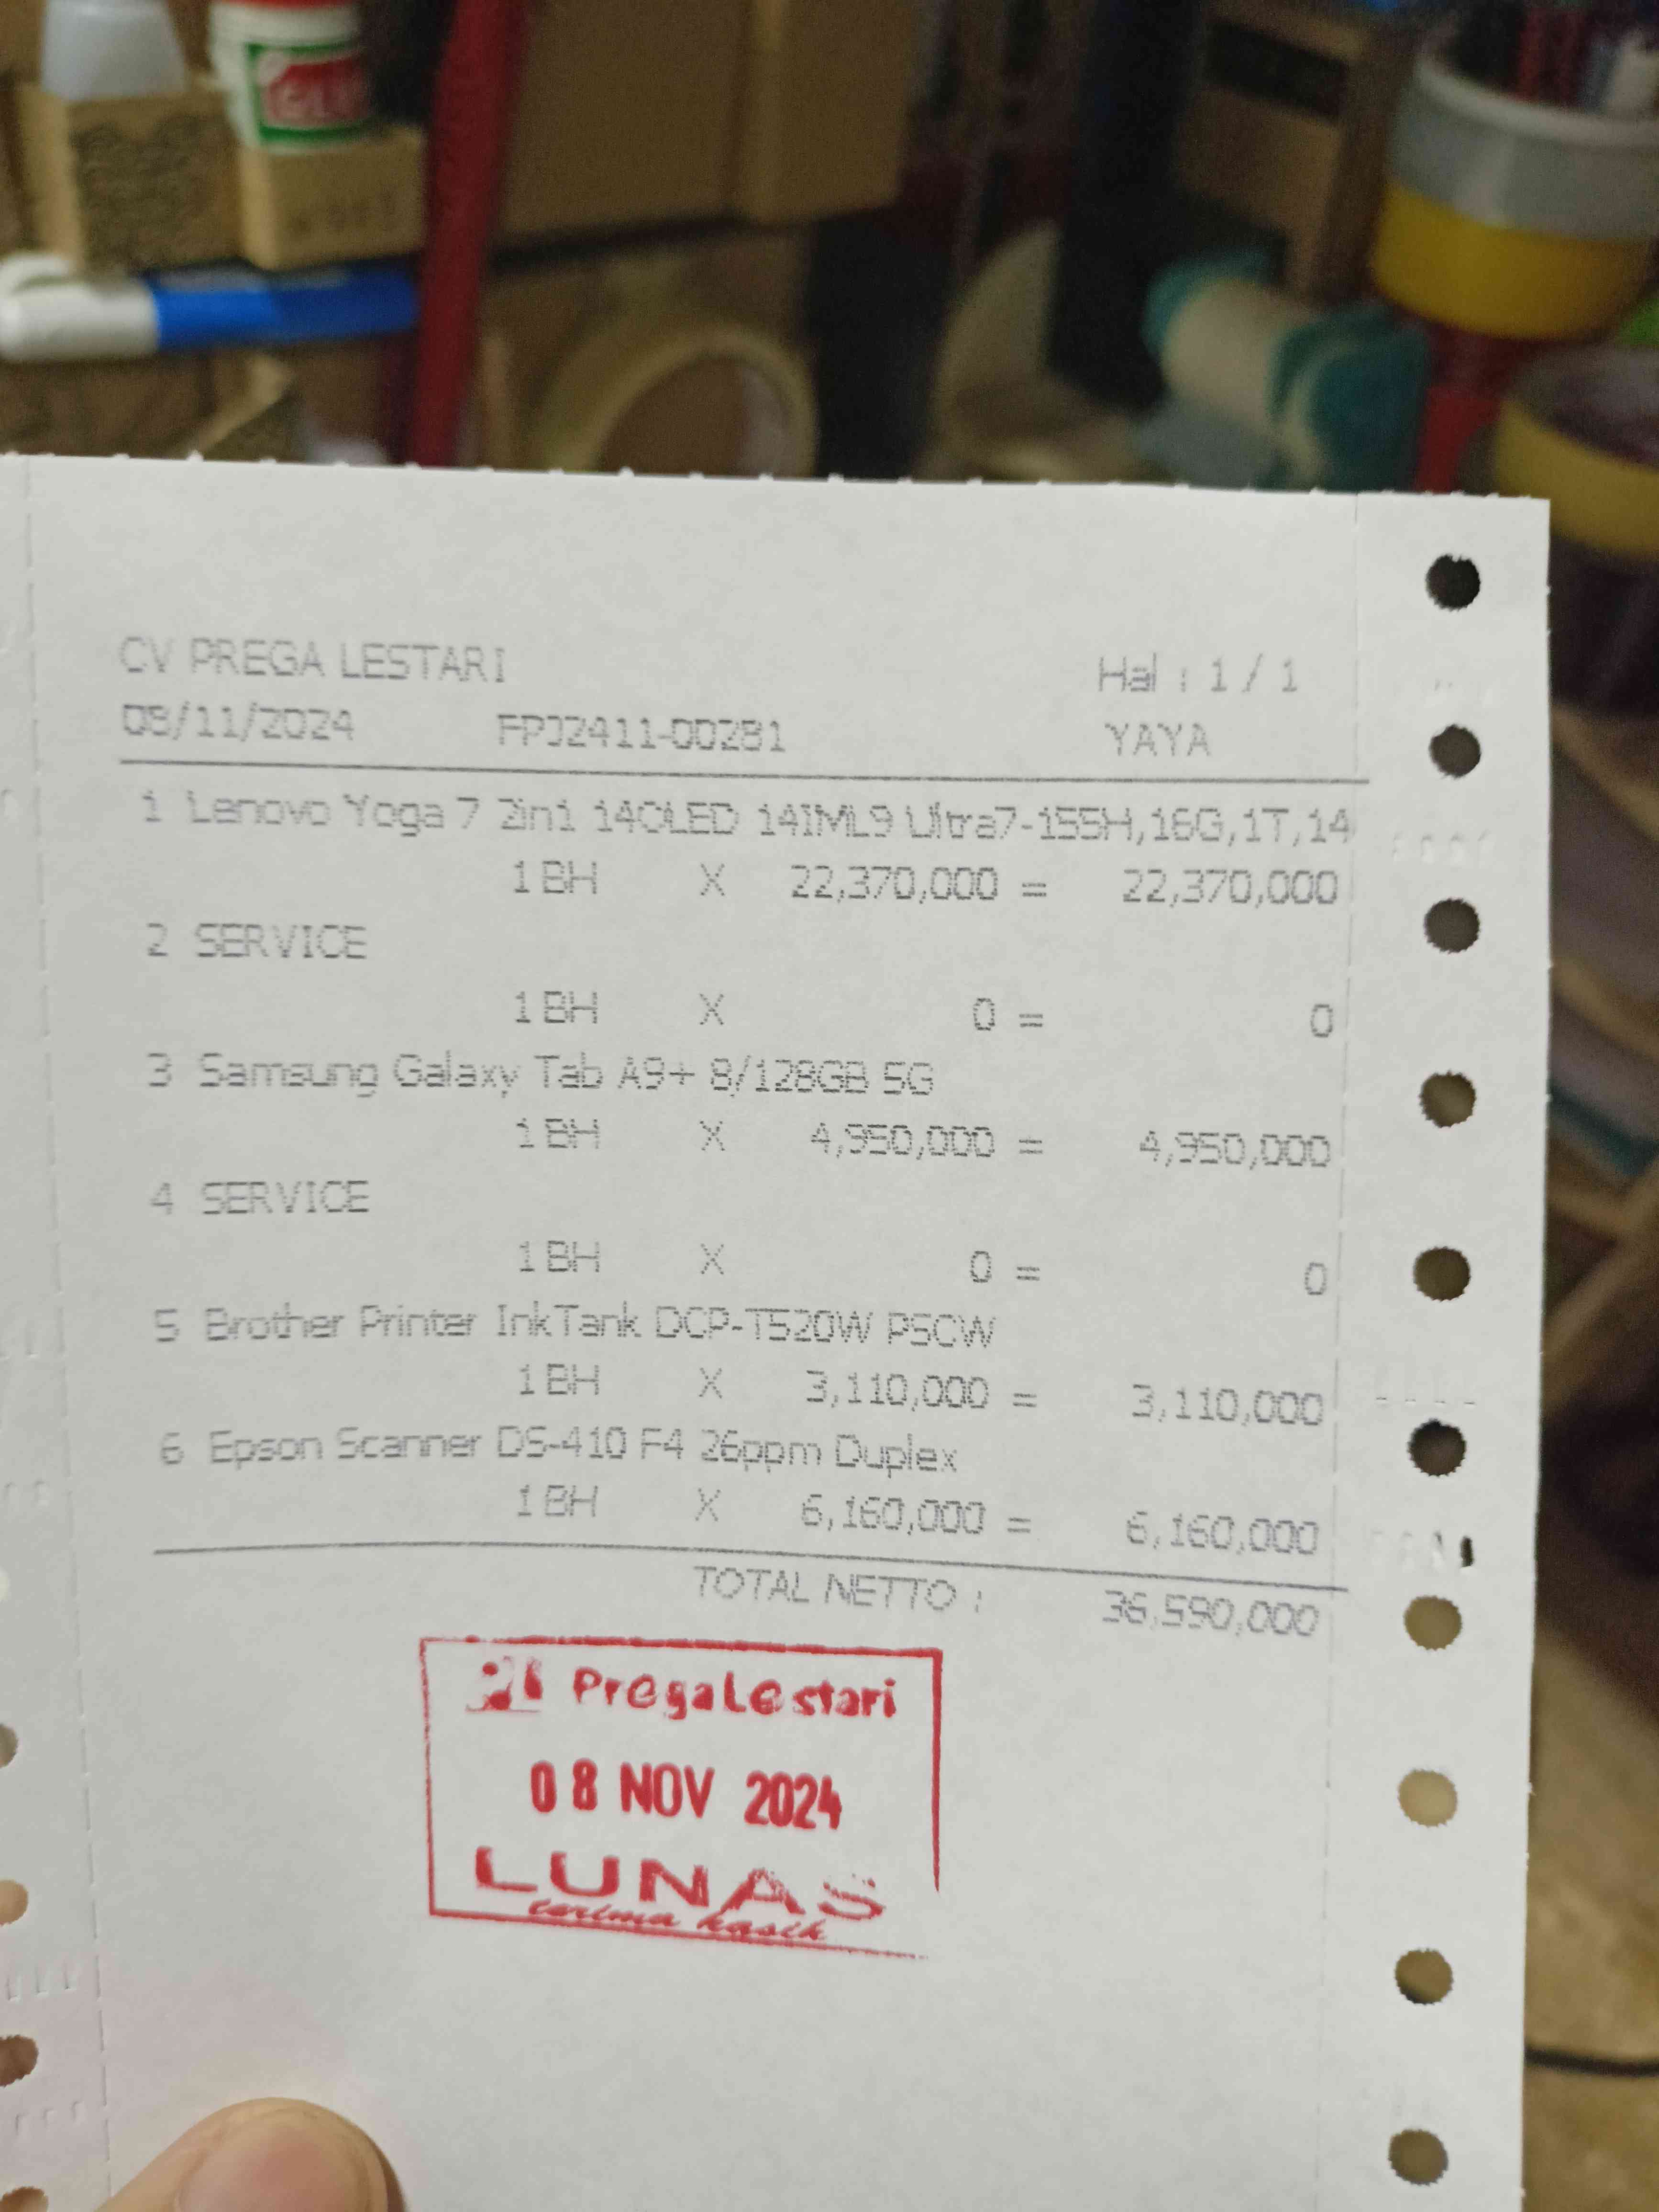 CV PREGA LESTARI Hal : 1 / 1
08/11/2024 FPJ2411-00281 YAYA
1 Lenovo Yoga 7 2in1 14OLED 14IML9 Ultra7-155H,16G,1T,14
1 BH X 22,370,000 = 22,370,000
2 SERVICE
1 BH X 0 = 0
3 Samsung Galaxy Tab A9+ 8/128GB 5G
1 BH X 4,950,000 = 4,950,000
4 SERVICE
1 BH X 0 = 0
5 Brother Printer InkTank DCP-T520W PSCW
1 BH X 3,110,000 = 3,110,000
6 Epson Scanner DS-410 F4 26ppm Duplex
1 BH X 6,160,000 = 6,160,000
TOTAL NETTO : 36,590,000
PregaLestari
08 NOV 2024
LUNAS
terima kasih